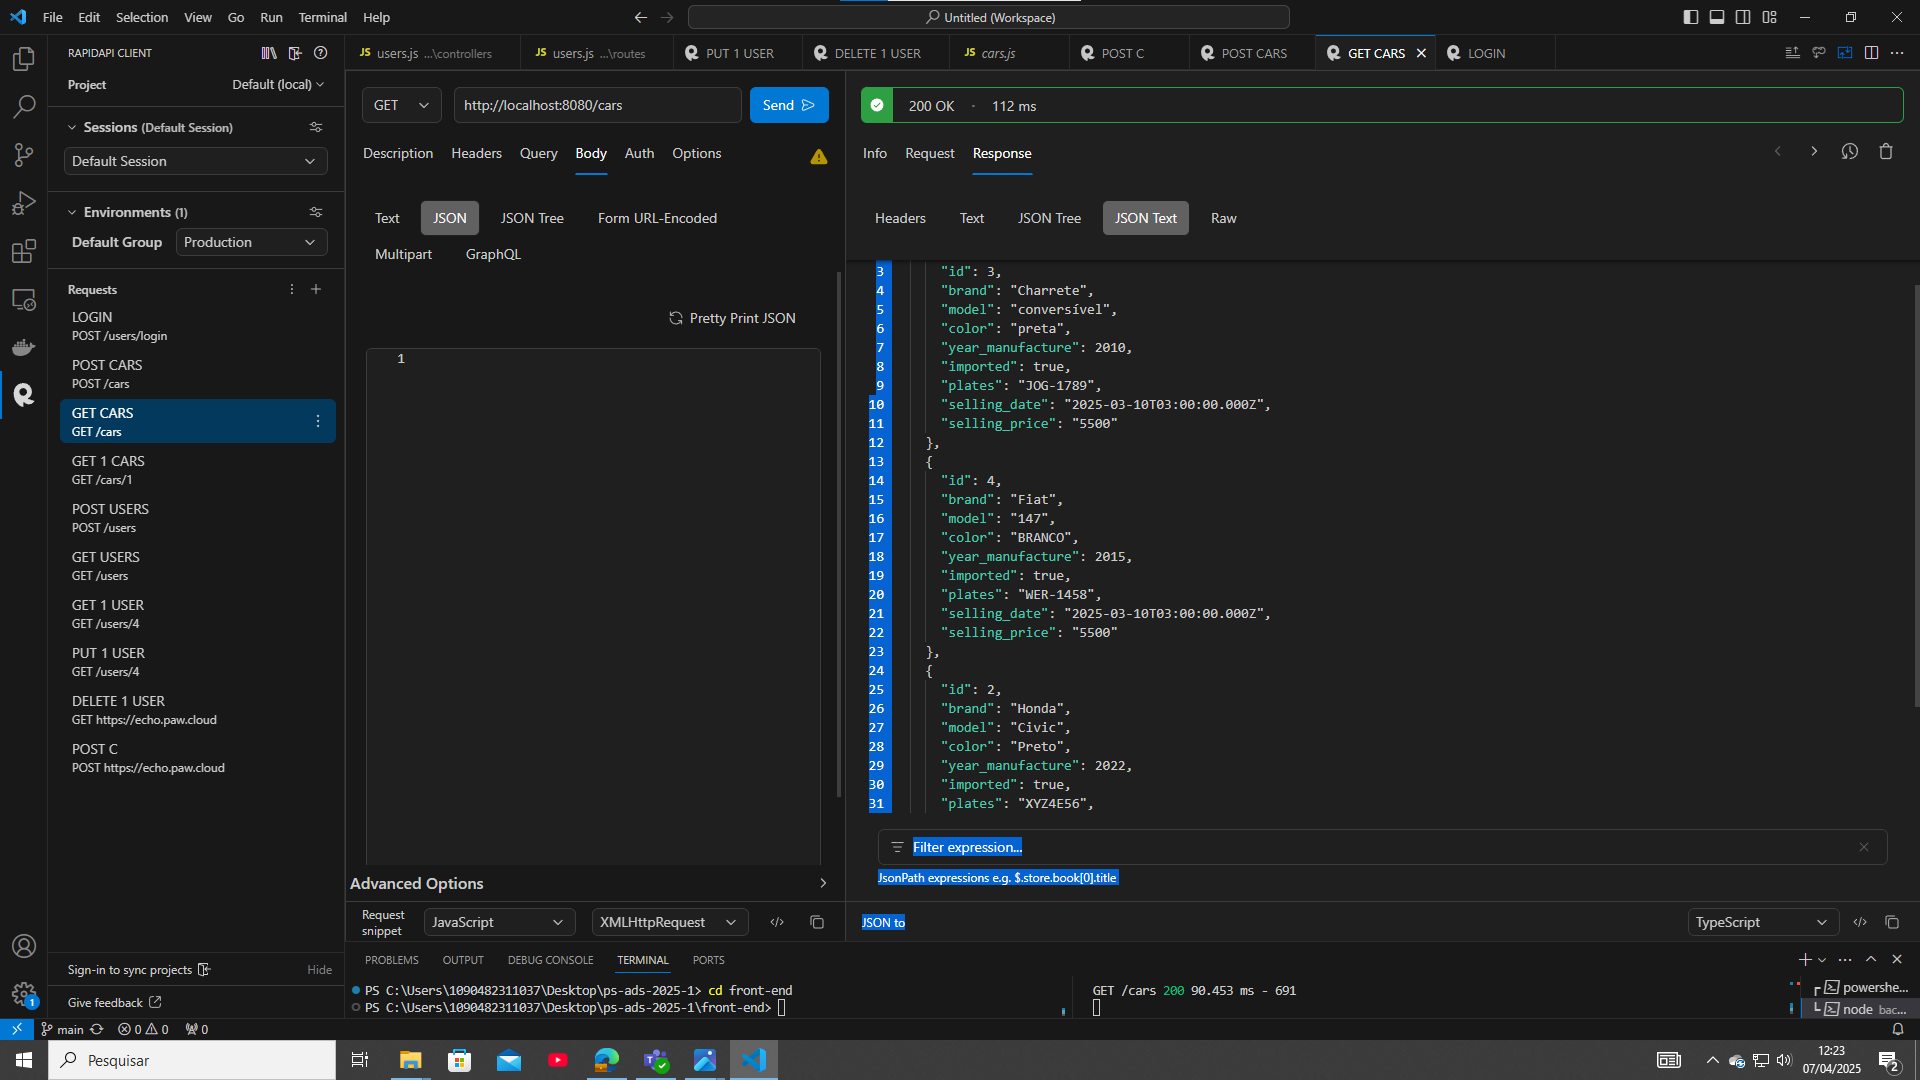 File Edit Selection View Go Run Terminal Help
Untitled (Workspace)
RAPIDAPI CLIENT
Project Default (local)
Sessions (Default Session)
Default Session
Environments (1)
Default Group Production
Requests
LOGIN
POST /users/login
POST CARS
POST /cars
GET CARS
GET /cars
GET 1 CARS
GET /cars/1
POST USERS
POST /users
GET USERS
GET /users
GET 1 USER
GET /users/4
PUT 1 USER
GET /users/4
DELETE 1 USER
GET https://echo.paw.cloud
POST C
POST https://echo.paw.cloud
Sign-in to sync projects Hide
Give feedback
JS users.js ...\controllers JS users.js ...\routes PUT 1 USER DELETE 1 USER JS cars.js POST C POST CARS GET CARS LOGIN
GET http://localhost:8080/cars Send
Description Headers Query Body Auth Options
Text JSON JSON Tree Form URL-Encoded
Multipart GraphQL
Pretty Print JSON
1
Advanced Options
Request snippet JavaScript XMLHttpRequest
200 OK · 112 ms
Info Request Response
Headers Text JSON Tree JSON Text Raw
3 "id": 3,
4 "brand": "Charrete",
5 "model": "conversível",
6 "color": "preta",
7 "year_manufacture": 2010,
8 "imported": true,
9 "plates": "JOG-1789",
10 "selling_date": "2025-03-10T03:00:00.000Z",
11 "selling_price": "5500"
12 },
13 {
14 "id": 4,
15 "brand": "Fiat",
16 "model": "147",
17 "color": "BRANCO",
18 "year_manufacture": 2015,
19 "imported": true,
20 "plates": "WER-1458",
21 "selling_date": "2025-03-10T03:00:00.000Z",
22 "selling_price": "5500"
23 },
24 {
25 "id": 2,
26 "brand": "Honda",
27 "model": "Civic",
28 "color": "Preto",
29 "year_manufacture": 2022,
30 "imported": true,
31 "plates": "XYZ4E56",
Filter expression...
JsonPath expressions e.g. $.store.book[0].title
JSON to TypeScript
PROBLEMS OUTPUT DEBUG CONSOLE TERMINAL PORTS
PS C:\Users\1090482311037\Desktop\ps-ads-2025-1> cd front-end
PS C:\Users\1090482311037\Desktop\ps-ads-2025-1\front-end>
GET /cars 200 90.453 ms - 691
powershe...
node bac...
1
main 0 0 0
Pesquisar
12:23
07/04/2025
2